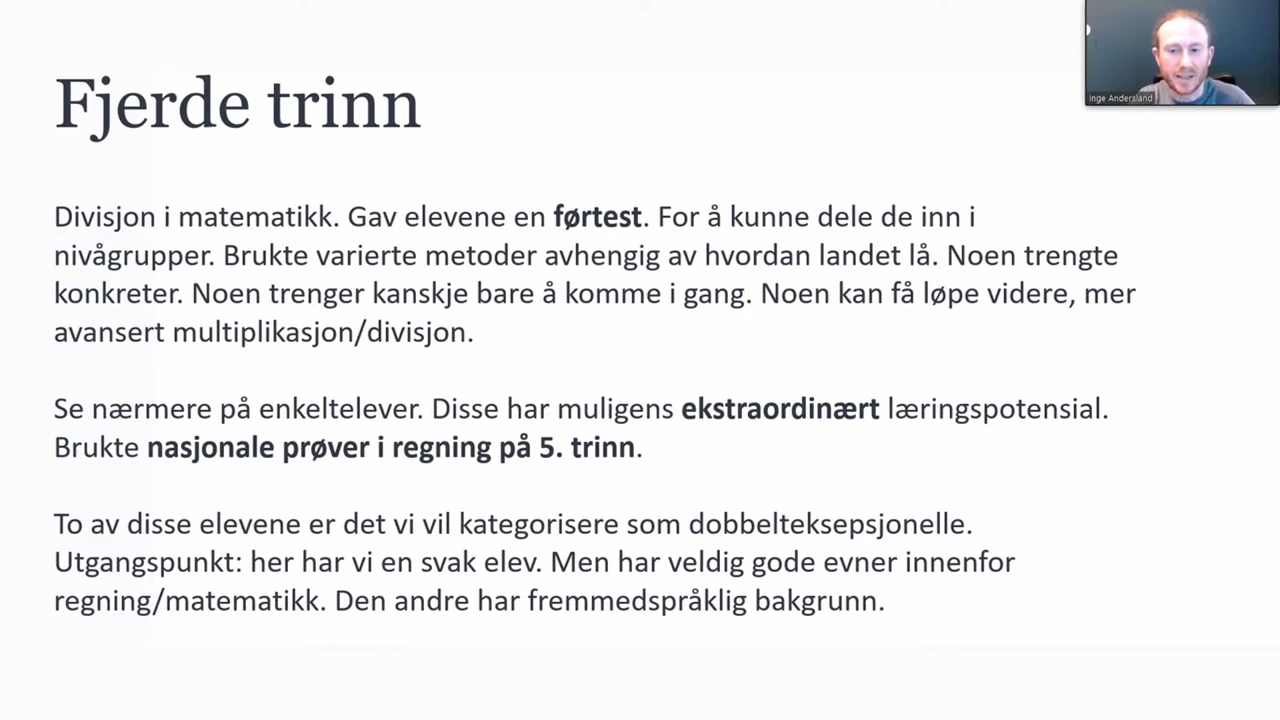 Fjerde trinn
Inge Andersland
Divisjon i matematikk. Gav elevene en førtest. For å kunne dele de inn i
nivågrupper. Brukte varierte metoder avhengig av hvordan landet lå. Noen trengte
konkreter. Noen trenger kanskje bare å komme i gang. Noen kan få løpe videre, mer
avansert multiplikasjon/divisjon.
Se nærmere på enkeltelever. Disse har muligens ekstraordinært læringspotensial.
Brukte nasjonale prøver i regning på 5. trinn.
To av disse elevene er det vi vil kategorisere som dobbelteksepsjonelle.
Utgangspunkt: her har vi en svak elev. Men har veldig gode evner innenfor
regning/matematikk. Den andre har fremmedspråklig bakgrunn.